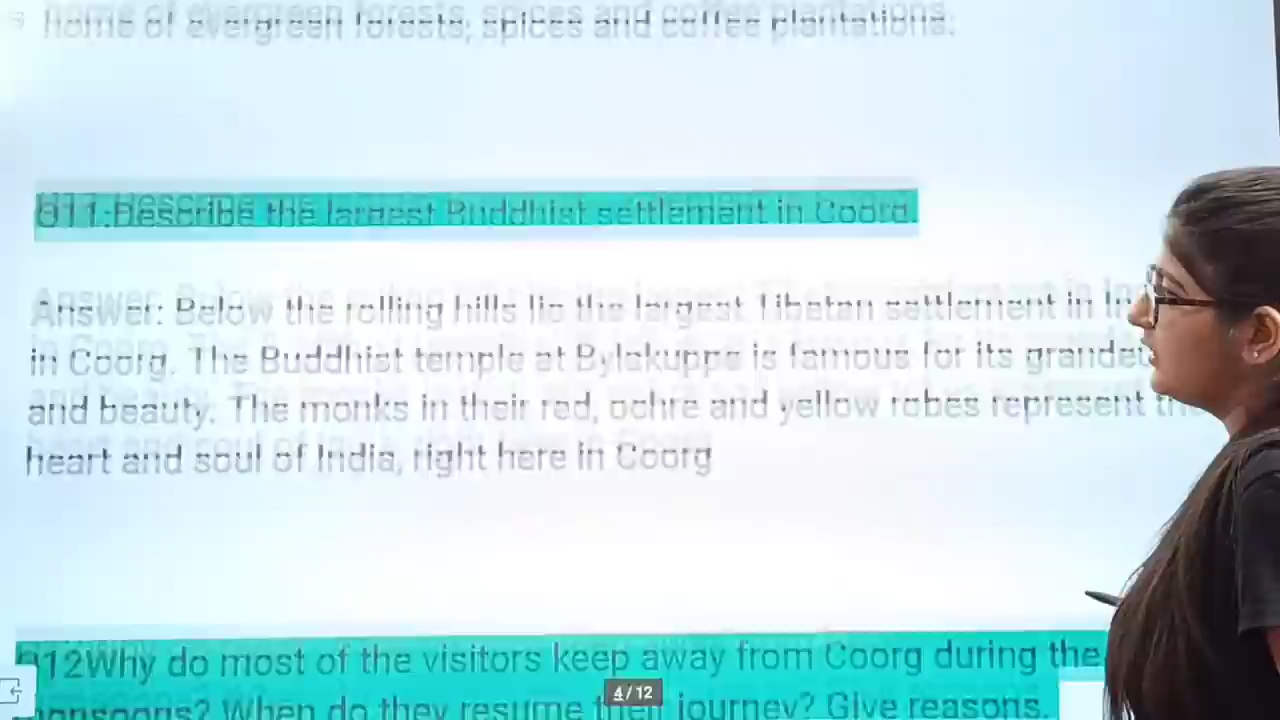 home of evergreen forests, spices and coffee plantations.
Q11.Describe the largest Buddhist settlement in Coorg.
Answer: Below the rolling hills lie the largest Tibetan settlement in In
in Coorg. The Buddhist temple at Bylakuppe is famous for its grandeu
and beauty. The monks in their red, ochre and yellow robes represent the
heart and soul of India, right here in Coorg
Q12Why do most of the visitors keep away from Coorg during the
monsoons? When do they resume their journey? Give reasons.
4/12